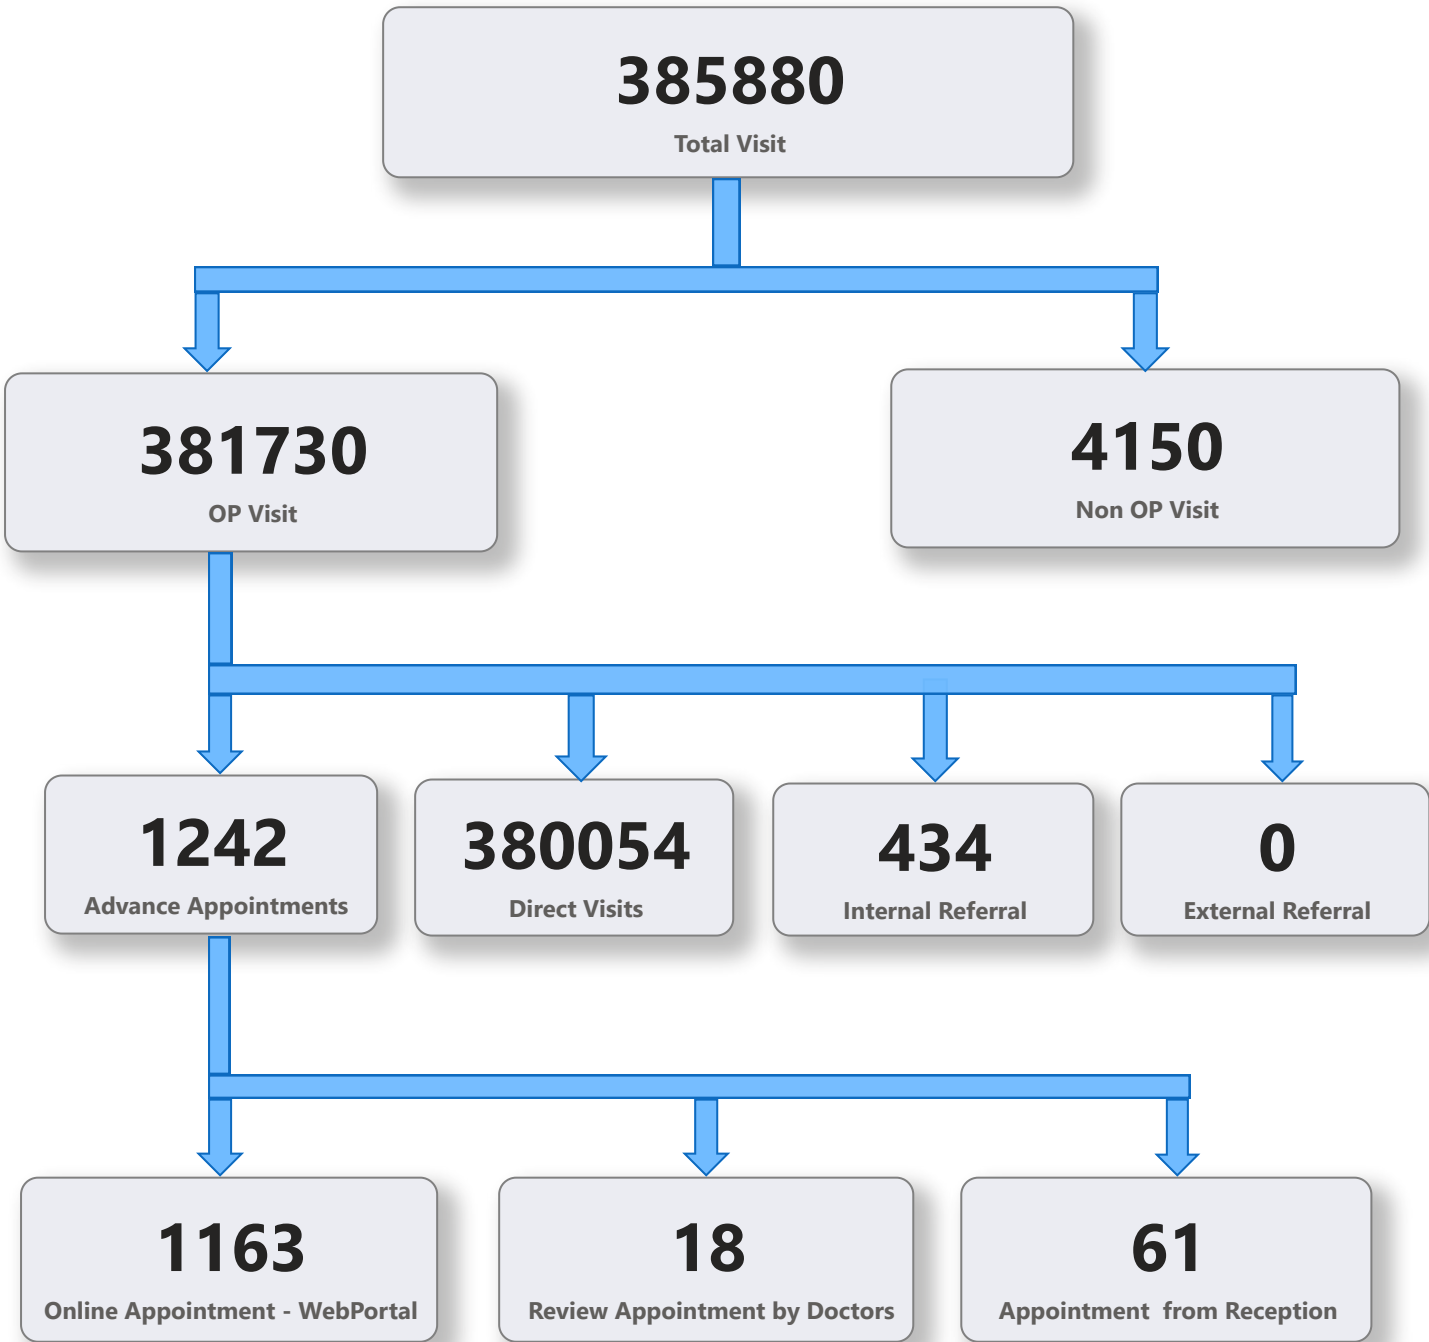 385880
Total Visit
381730
OP Visit
4150
Non OP Visit
1242
Advance Appointments
380054
Direct Visits
434
Internal Referral
0
External Referral
1163
Online Appointment - WebPortal
18
Review Appointment by Doctors
61
Appointment  from Reception